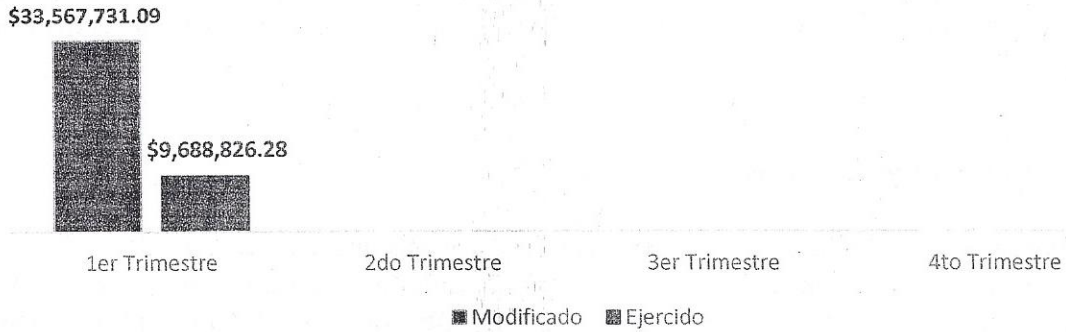 $33,567,731.09
$9,688,826.28
1er Trimestre 2do Trimestre 3er Trimestre 4to Trimestre
Modificado Ejercido